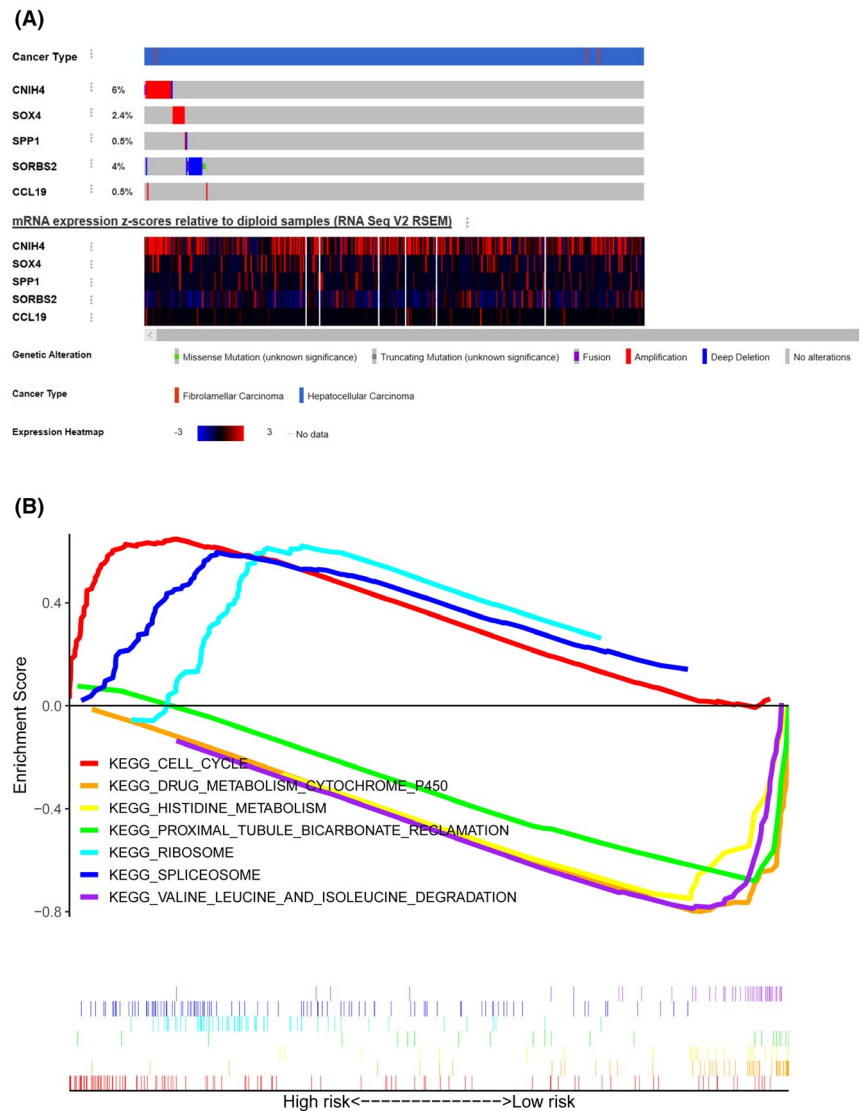 (A)
Cancer Type
CNIH4 6%
SOX4 2.4%
SPP1 0.5%
SORBS2 4%
CCL19 0.5%
mRNA expression z-scores relative to diploid samples (RNA Seq V2 RSEM)
CNIH4
SOX4
SPP1
SORBS2
CCL19
Genetic Alteration Missense Mutation (unknown significance) Truncating Mutation (unknown significance) Fusion Amplification Deep Deletion No alterations
Cancer Type Fibrolamellar Carcinoma Hepatocellular Carcinoma
Expression Heatmap -3 3 – No data
(B)
Enrichment Score
0.4
0.0
−0.4
−0.8
KEGG_CELL_CYCLE
KEGG_DRUG_METABOLISM_CYTOCHROME_P450
KEGG_HISTIDINE_METABOLISM
KEGG_PROXIMAL_TUBULE_BICARBONATE_RECLAMATION
KEGG_RIBOSOME
KEGG_SPLICEOSOME
KEGG_VALINE_LEUCINE_AND_ISOLEUCINE_DEGRADATION
High risk<--------------->Low risk